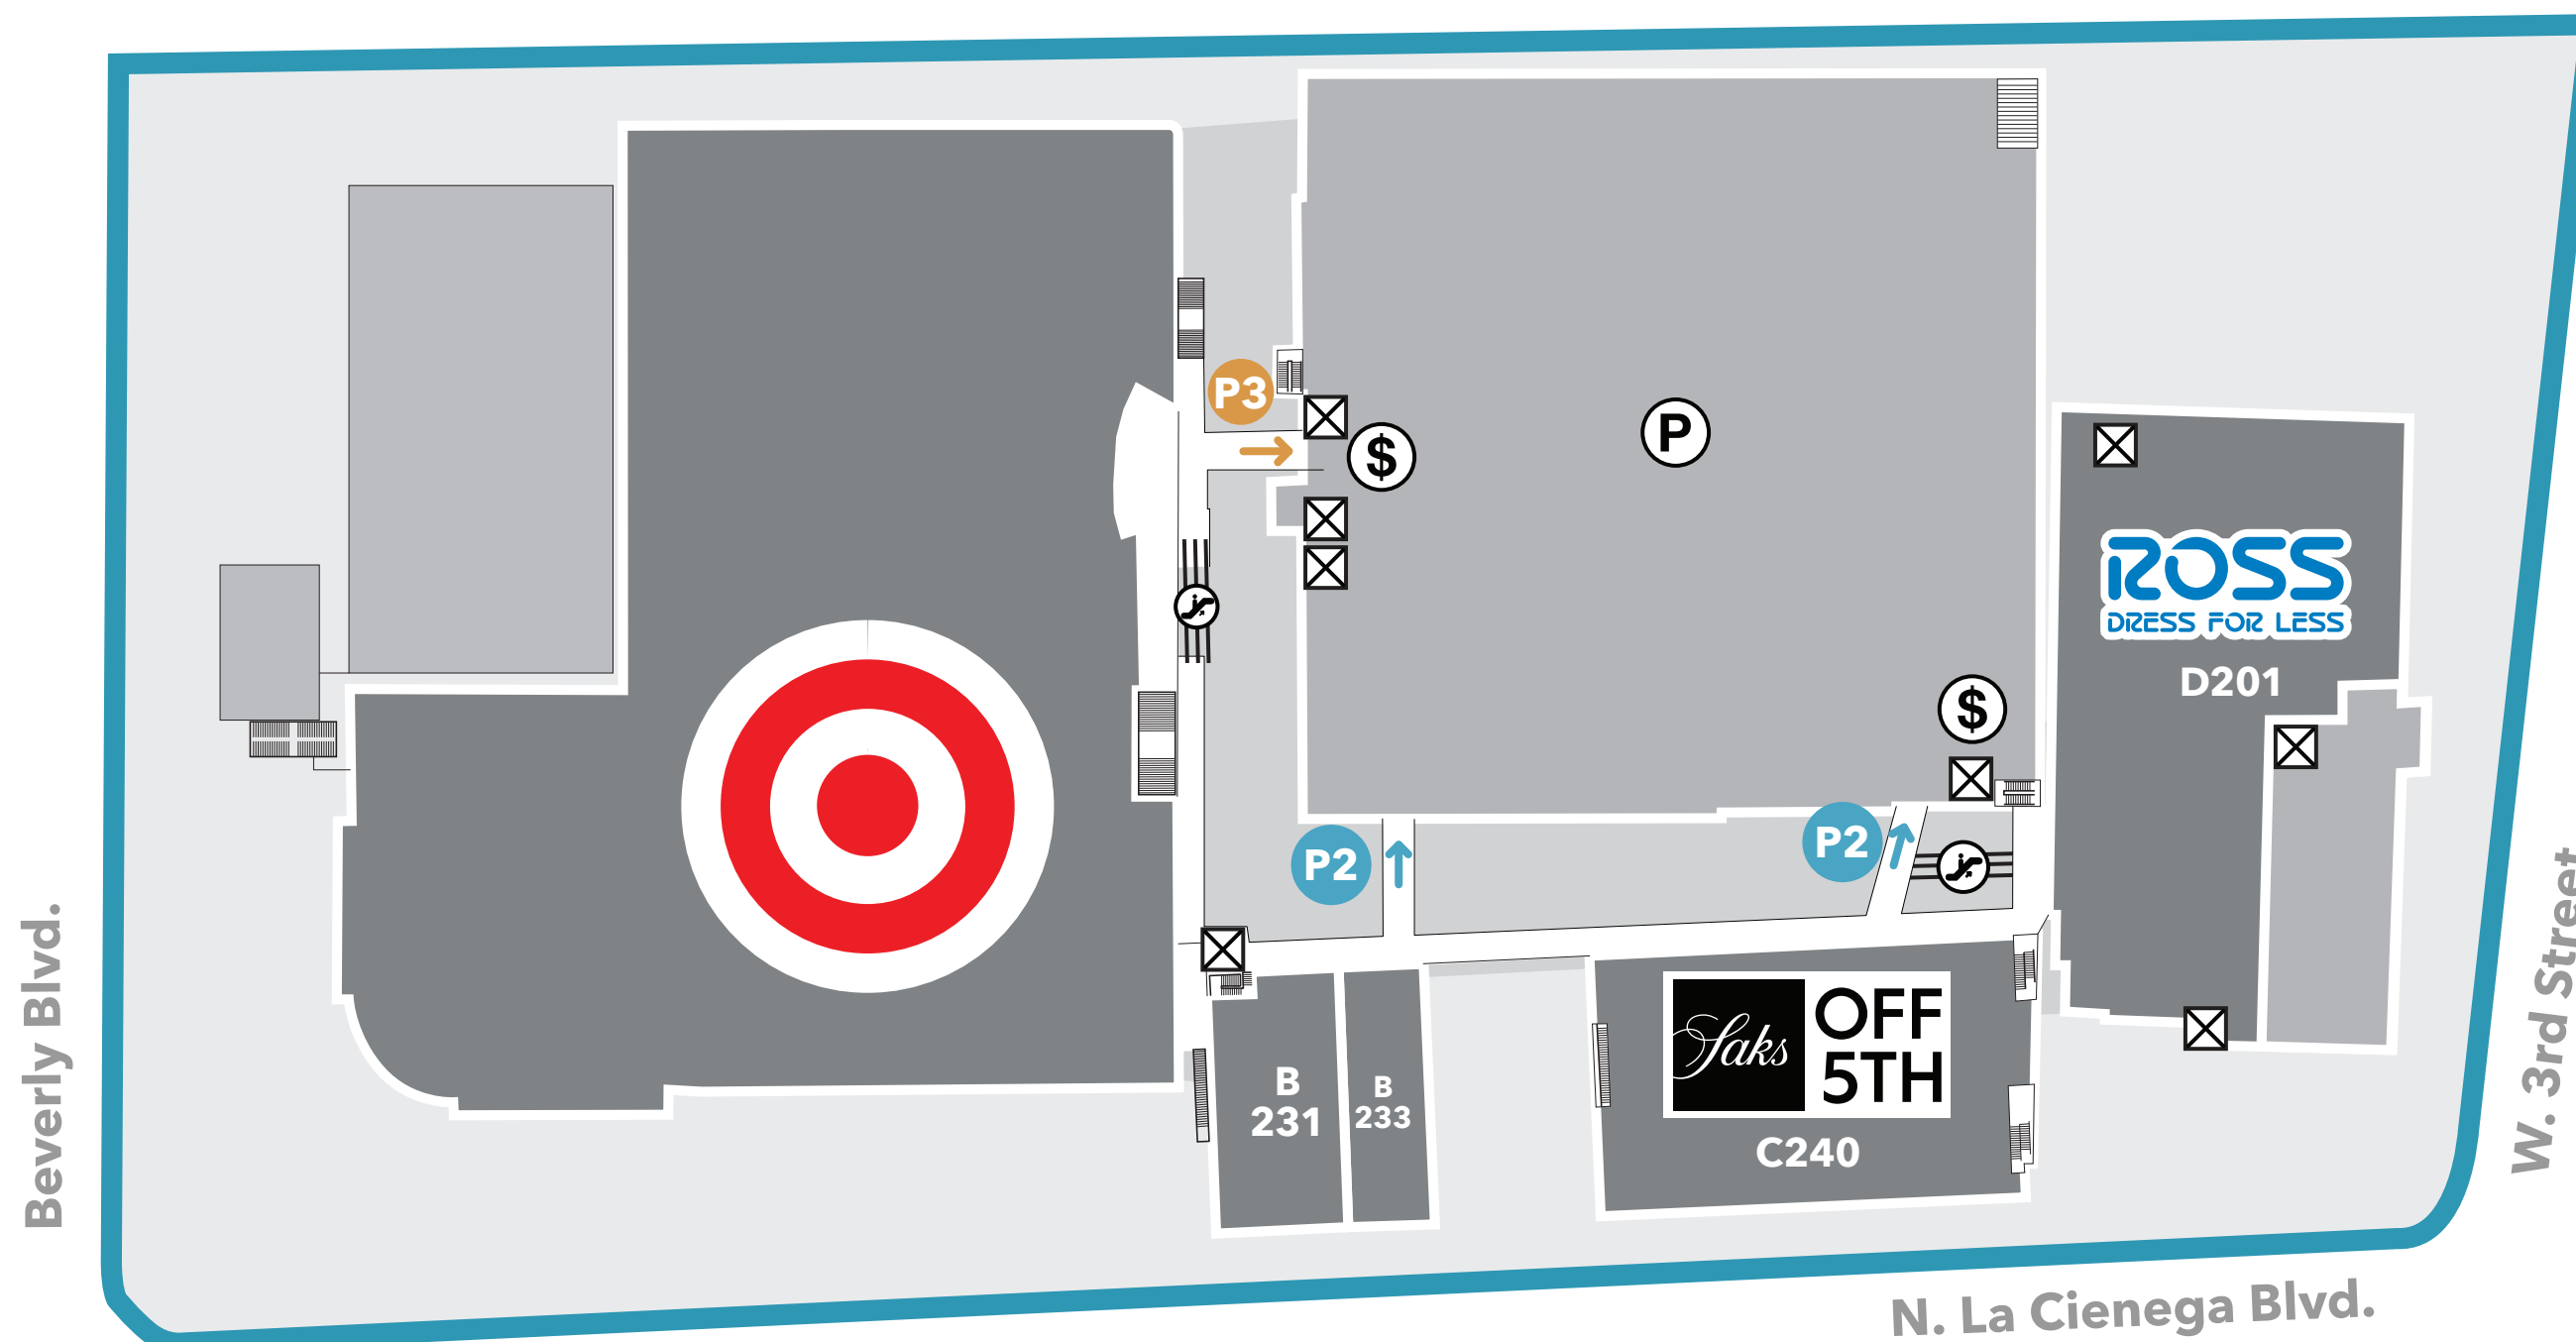 P3
$
P
ROSS
DRESS FOR LESS
D201
$
P2
P2
Saks
OFF
5TH
C240
B
231
B
233
Beverly Blvd.
W. 3rd Street
N. La Cienega Blvd.